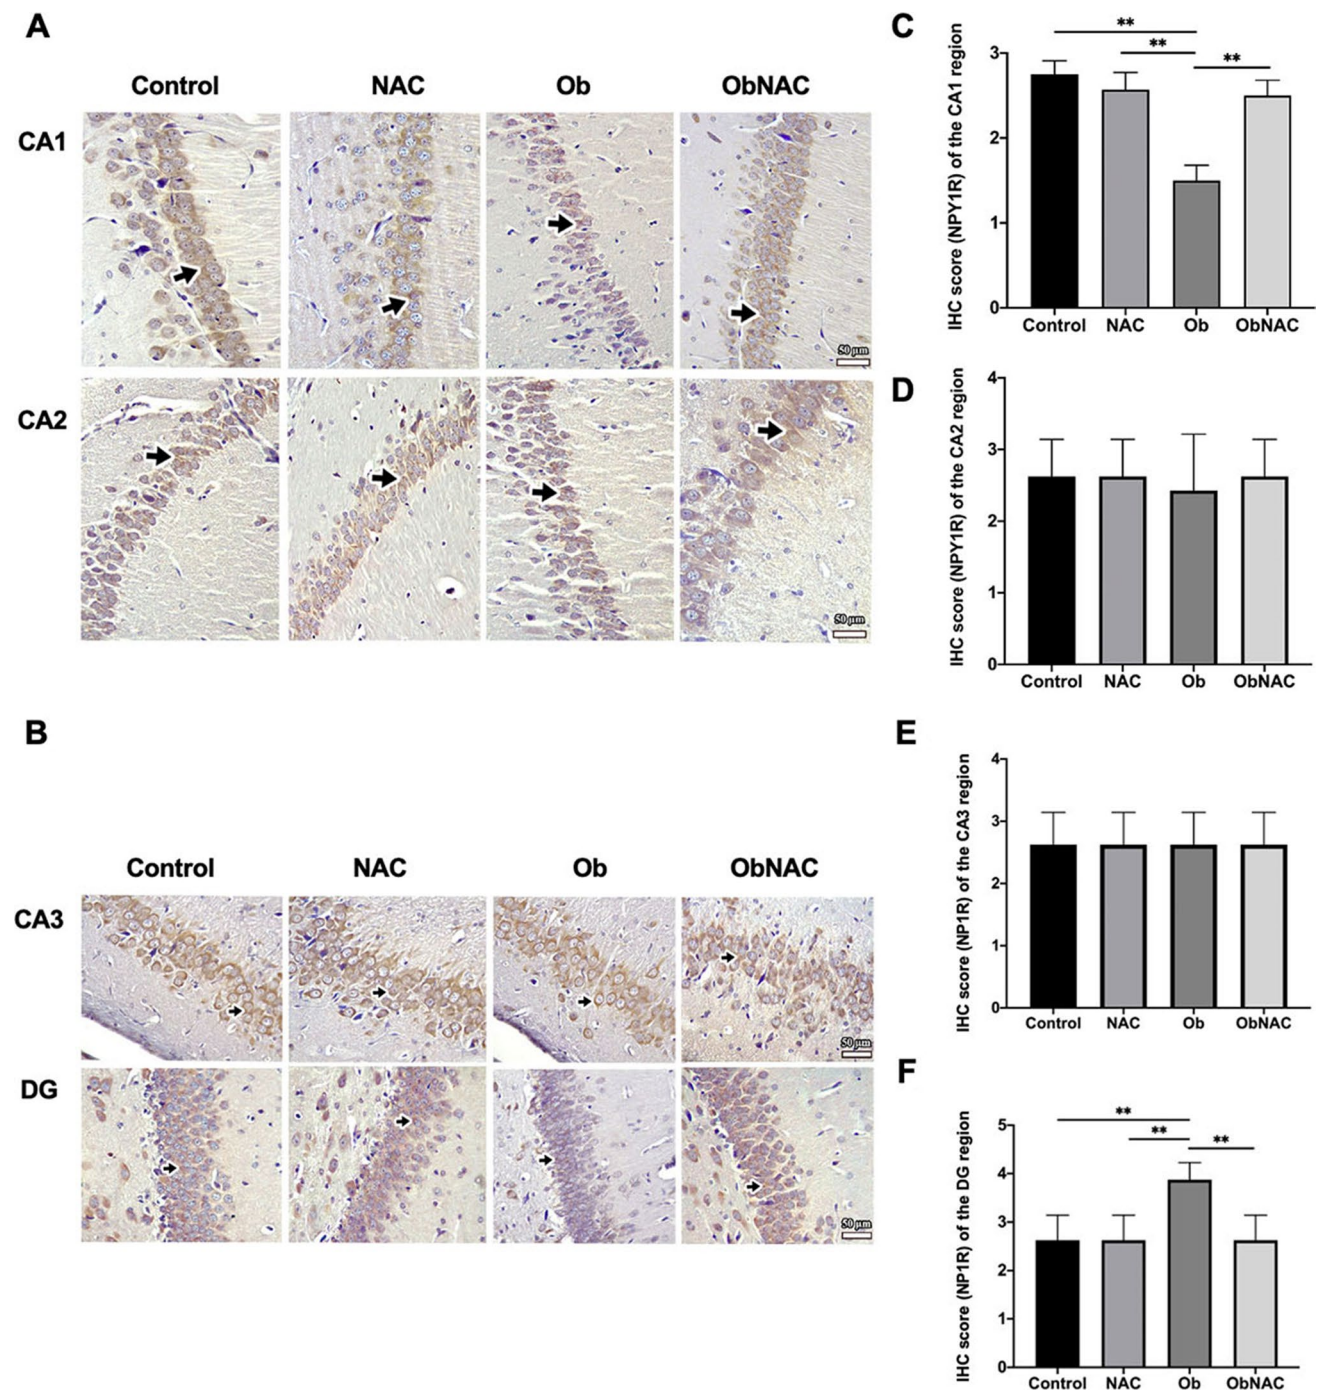 A
Control NAC Ob ObNAC
CA1
50 µm
CA2
50 µm
B
Control NAC Ob ObNAC
CA3
50 µm
DG
50 µm
C
IHC score (NPY1R) of the CA1 region
3
2
1
0
** ** **
Control NAC Ob ObNAC
D
IHC score (NPY1R) of the CA2 region
4
3
2
1
0
Control NAC Ob ObNAC
E
IHC score (NP1R) of the CA3 region
4
3
2
1
0
Control NAC Ob ObNAC
F
IHC score (NP1R) of the DG region
5
4
3
2
1
0
** ** **
Control NAC Ob ObNAC